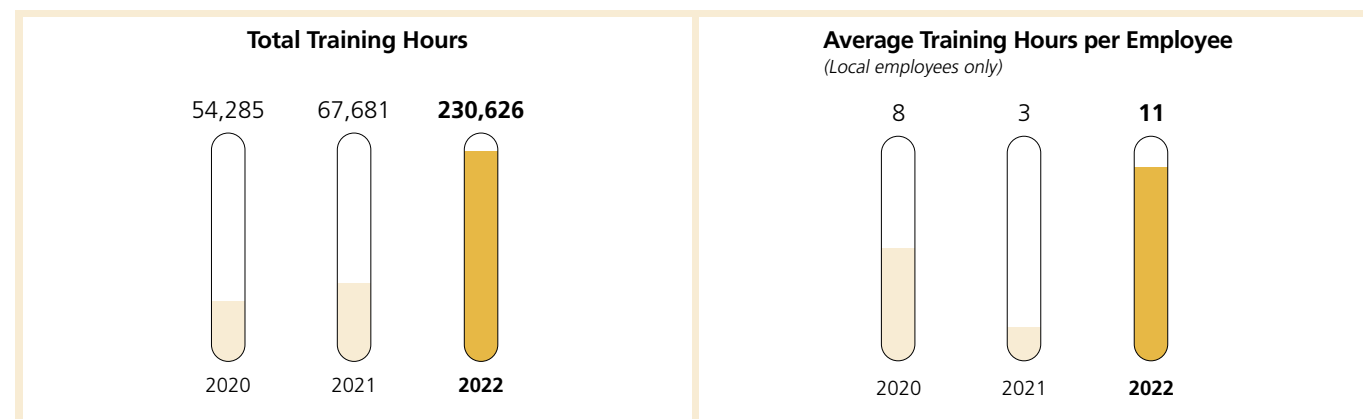 Total Training Hours
54,285 67,681 230,626
2020 2021 2022
Average Training Hours per Employee
(Local employees only)
8 3 11
2020 2021 2022